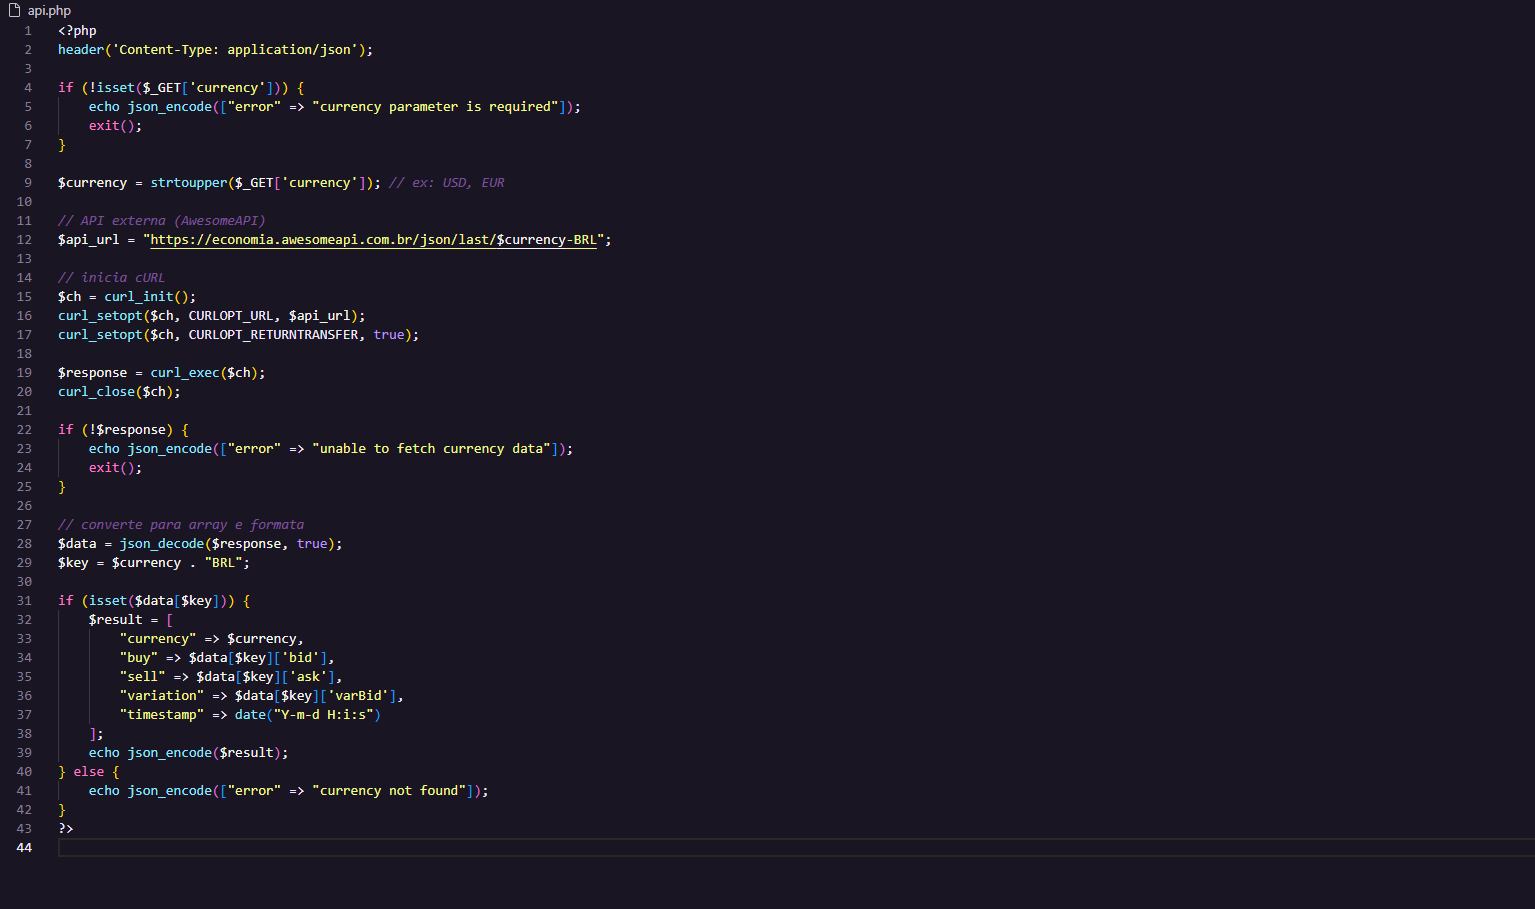 api.php
1 <?php
2 header('Content-Type: application/json');
3
4 if (!isset($_GET['currency'])) {
5     echo json_encode(["error" => "currency parameter is required"]);
6     exit();
7 }
8
9 $currency = strtoupper($_GET['currency']); // ex: USD, EUR
10
11 // API externa (AwesomeAPI)
12 $api_url = "https://economia.awesomeapi.com.br/json/last/$currency-BRL";
13
14 // inicia cURL
15 $ch = curl_init();
16 curl_setopt($ch, CURLOPT_URL, $api_url);
17 curl_setopt($ch, CURLOPT_RETURNTRANSFER, true);
18
19 $response = curl_exec($ch);
20 curl_close($ch);
21
22 if (!$response) {
23     echo json_encode(["error" => "unable to fetch currency data"]);
24     exit();
25 }
26
27 // converte para array e formata
28 $data = json_decode($response, true);
29 $key = $currency . "BRL";
30
31 if (isset($data[$key])) {
32     $result = [
33         "currency" => $currency,
34         "buy" => $data[$key]['bid'],
35         "sell" => $data[$key]['ask'],
36         "variation" => $data[$key]['varBid'],
37         "timestamp" => date("Y-m-d H:i:s")
38     ];
39     echo json_encode($result);
40 } else {
41     echo json_encode(["error" => "currency not found"]);
42 }
43 ?>
44